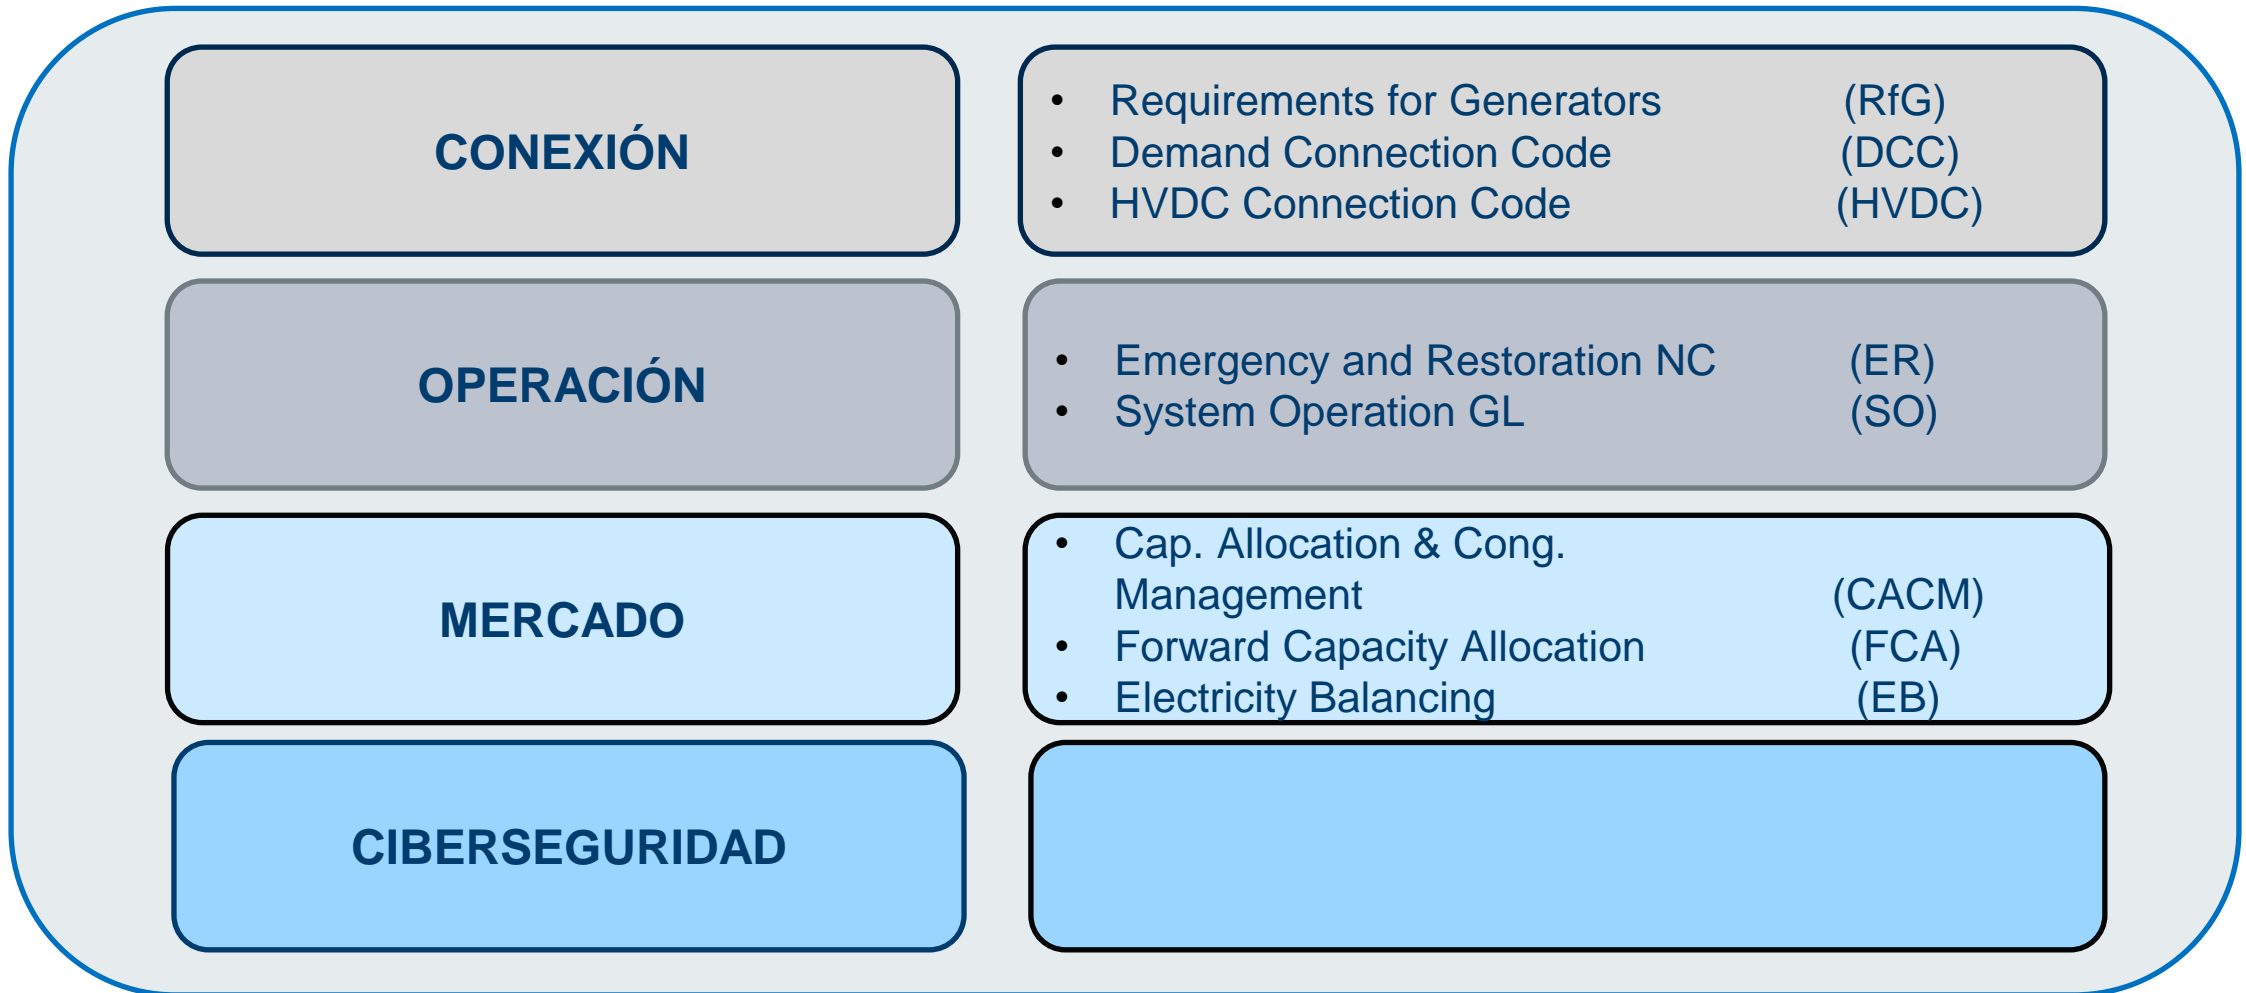 CONEXIÓN
• Requirements for Generators (RfG)
• Demand Connection Code (DCC)
• HVDC Connection Code (HVDC)
OPERACIÓN
• Emergency and Restoration NC (ER)
• System Operation GL (SO)
MERCADO
• Cap. Allocation & Cong.
Management (CACM)
• Forward Capacity Allocation (FCA)
• Electricity Balancing (EB)
CIBERSEGURIDAD